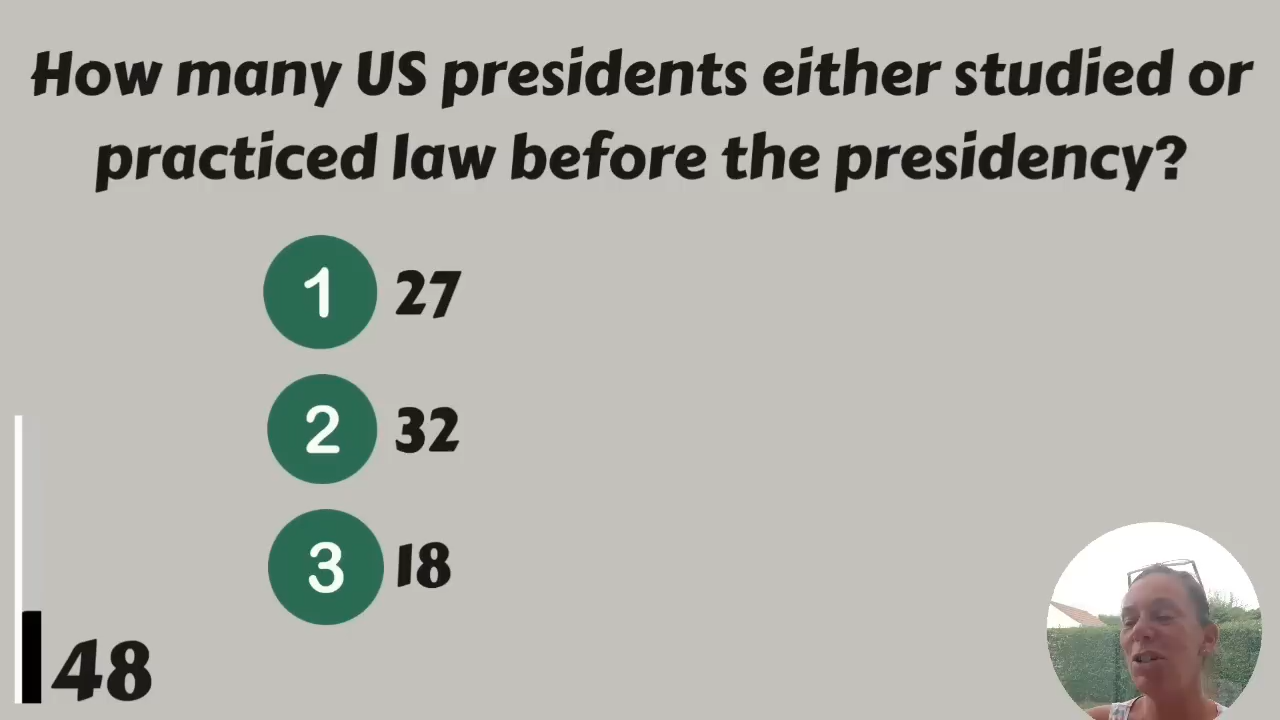 How many US presidents either studied or
practiced law before the presidency?
1 27
2 32
3 18
48